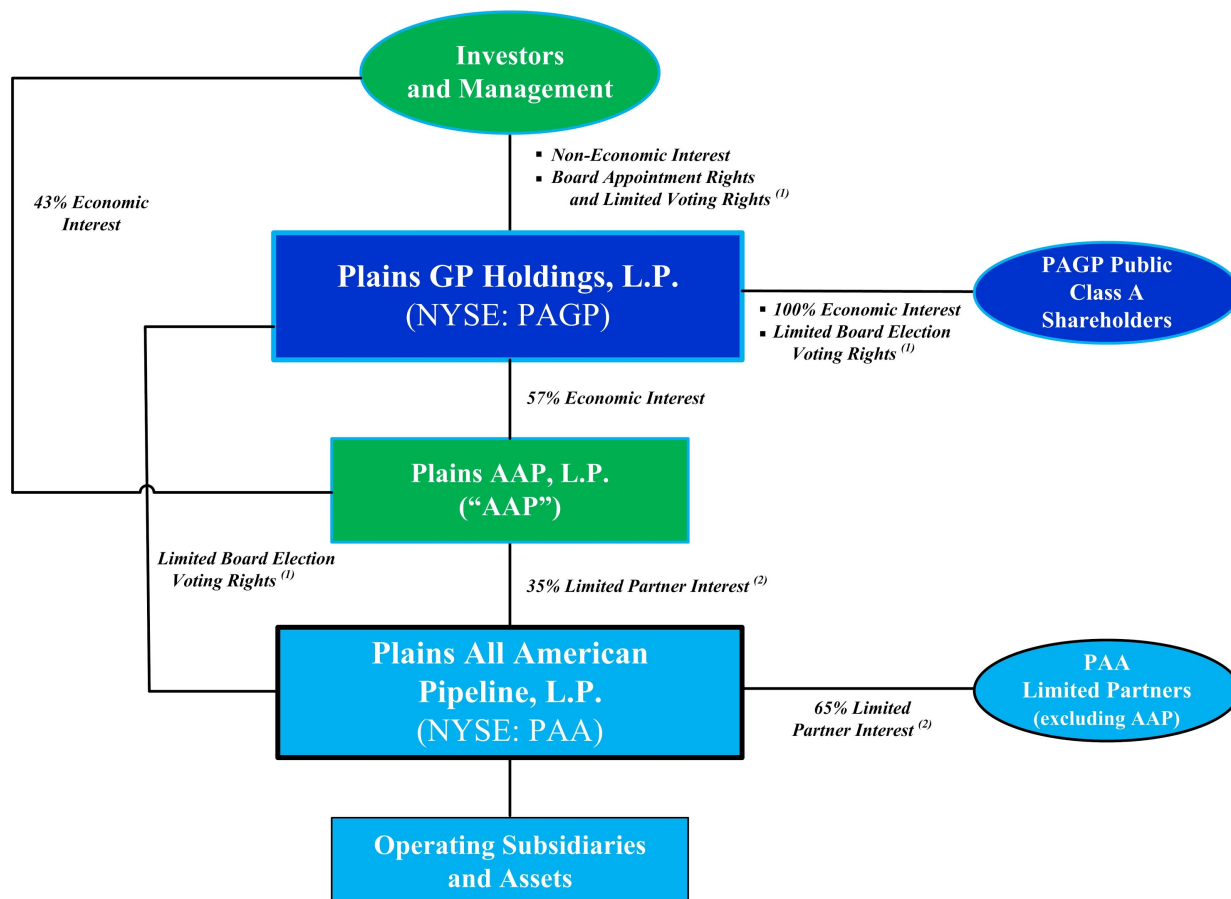 Investors
and Management
▪ Non-Economic Interest
▪ Board Appointment Rights
and Limited Voting Rights (1)
43% Economic
Interest
Plains GP Holdings, L.P.
(NYSE: PAGP)
PAGP Public
Class A
Shareholders
▪ 100% Economic Interest
▪ Limited Board Election
Voting Rights (1)
57% Economic Interest
Plains AAP, L.P.
(“AAP”)
Limited Board Election
Voting Rights (1)
35% Limited Partner Interest (2)
Plains All American
Pipeline, L.P.
(NYSE: PAA)
65% Limited
Partner Interest (2)
PAA
Limited Partners
(excluding AAP)
Operating Subsidiaries
and Assets